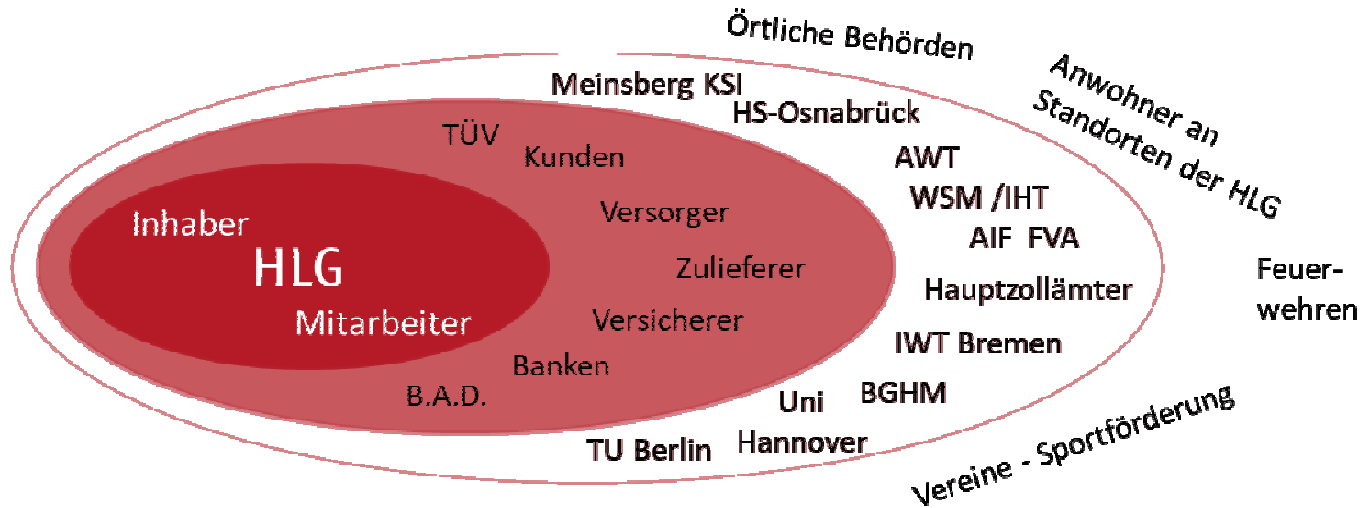 Örtliche Behörden
Anwohner an
Standorten der HLG
Meinsberg KSI
HS-Osnabrück
TÜV
Kunden
AWT
WSM /IHT
Versorger
Inhaber
AIF FVA
HLG
Zulieferer
Feuer-
wehren
Hauptzollämter
Mitarbeiter
Versicherer
IWT Bremen
Banken
B.A.D.
BGHM
Uni
Hannover
TU Berlin
Vereine - Sportförderung